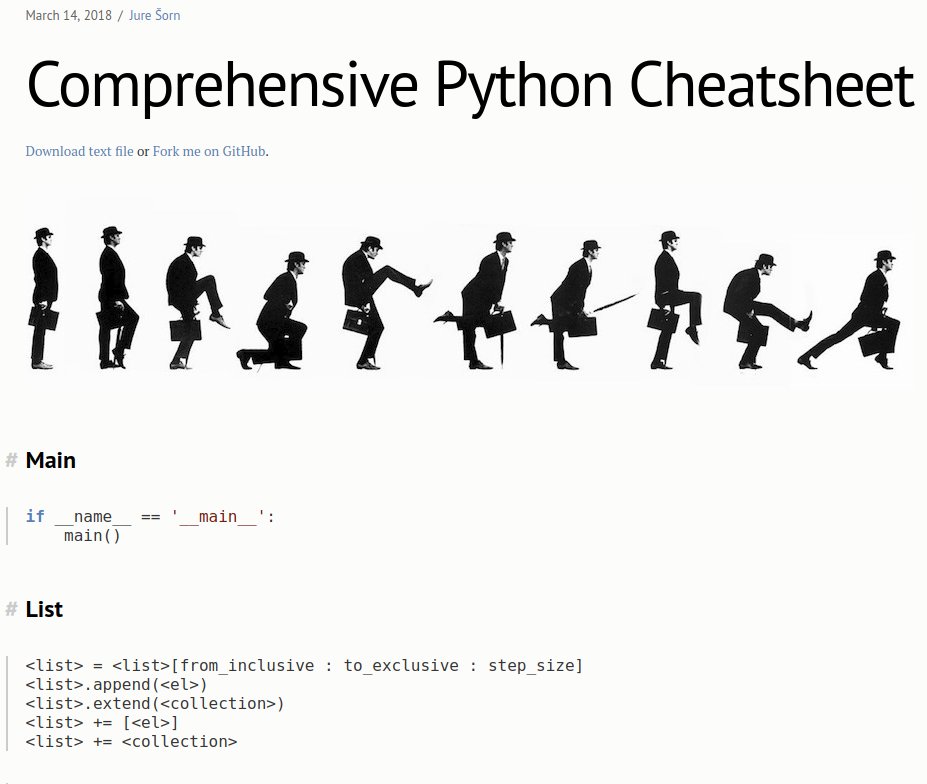 March 14, 2018 / Jure Šorn
Comprehensive Python Cheatsheet
Download text file or Fork me on GitHub.
# Main
if __name__ == '__main__':
    main()
# List
<list> = <list>[from_inclusive : to_exclusive : step_size]
<list>.append(<el>)
<list>.extend(<collection>)
<list> += [<el>]
<list> += <collection>